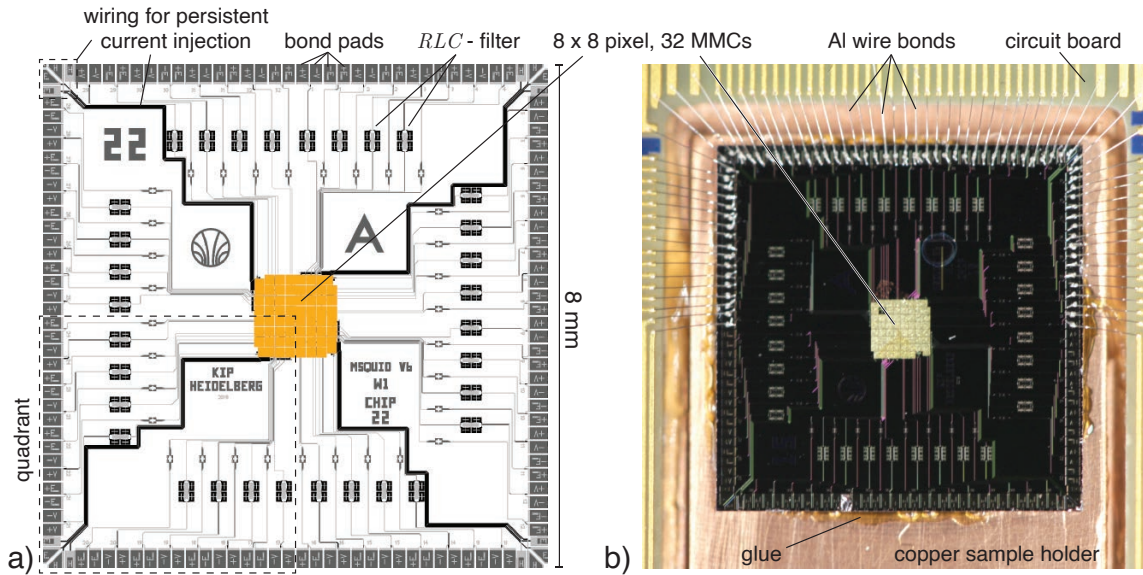 wiring for persistent
current injection
bond pads
RLC - filter
8 x 8 pixel, 32 MMCs
Al wire bonds
circuit board
22
A
8 mm
KIP
HEIDELBERG
MSQUID V6
W1
CHIP
22
quadrant
a)
b)
glue
copper sample holder